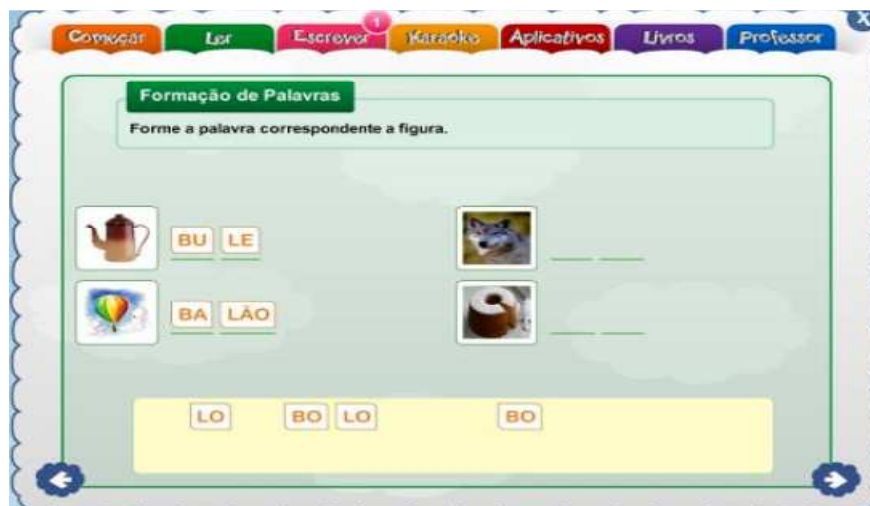 1
X
Começar Ler Escrever Karaoke Aplicativos Livros Professor
Formação de Palavras
Forme a palavra correspondente a figura.
BU LE
BA LÃO
LO BO LO BO